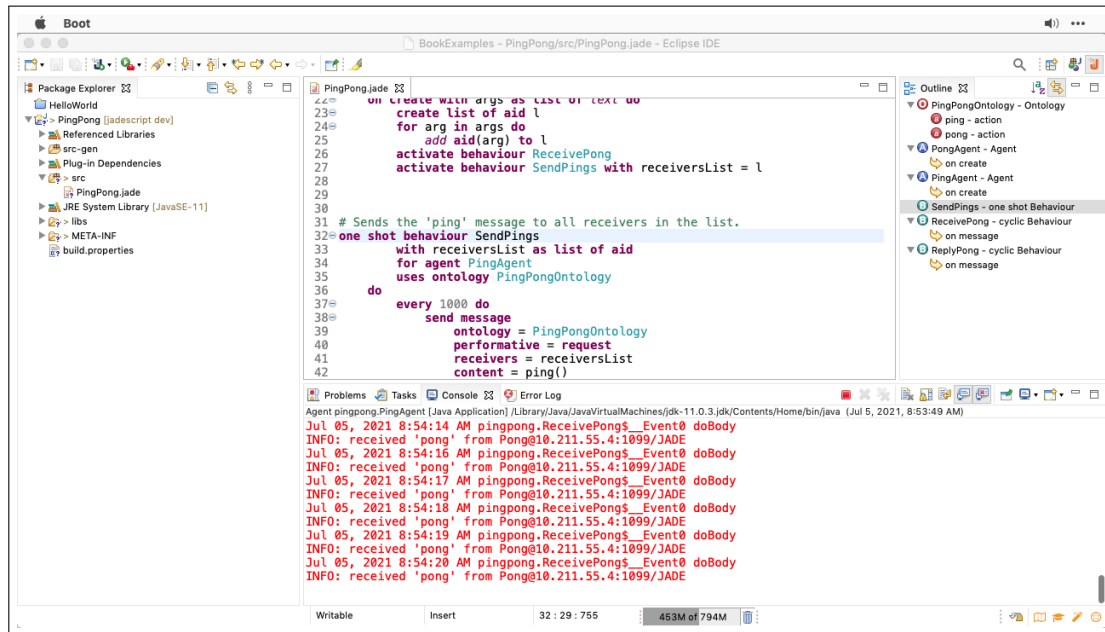 Boot
BookExamples - PingPong/src/PingPong.jade - Eclipse IDE
Package Explorer
HelloWorld
> PingPong [jadescript dev]
Referenced Libraries
> src-gen
Plug-in Dependencies
> src
PingPong.jade
JRE System Library [JavaSE-11]
> libs
> META-INF
build.properties
PingPong.jade
22 on create with args as list of text do
23 create list of aid l
24 for arg in args do
25 add aid(arg) to l
26 activate behaviour ReceivePong
27 activate behaviour SendPings with receiversList = l
28
29
30
31 # Sends the 'ping' message to all receivers in the list.
32 one shot behaviour SendPings
33 with receiversList as list of aid
34 for agent PingAgent
35 uses ontology PingPongOntology
36 do
37 every 1000 do
38 send message
39 ontology = PingPongOntology
40 performative = request
41 receivers = receiversList
42 content = ping()
Outline
PingPongOntology - Ontology
ping - action
pong - action
PongAgent - Agent
on create
PingAgent - Agent
on create
SendPings - one shot Behaviour
ReceivePong - cyclic Behaviour
on message
ReplyPong - cyclic Behaviour
on message
Problems Tasks Console Error Log
Agent pingpong.PingAgent [Java Application] /Library/Java/JavaVirtualMachines/jdk-11.0.3.jdk/Contents/Home/bin/java (Jul 5, 2021, 8:53:49 AM)
Jul 05, 2021 8:54:14 AM pingpong.ReceivePong$__Event0 doBody
INFO: received 'pong' from Pong@10.211.55.4:1099/JADE
Jul 05, 2021 8:54:16 AM pingpong.ReceivePong$__Event0 doBody
INFO: received 'pong' from Pong@10.211.55.4:1099/JADE
Jul 05, 2021 8:54:17 AM pingpong.ReceivePong$__Event0 doBody
INFO: received 'pong' from Pong@10.211.55.4:1099/JADE
Jul 05, 2021 8:54:18 AM pingpong.ReceivePong$__Event0 doBody
INFO: received 'pong' from Pong@10.211.55.4:1099/JADE
Jul 05, 2021 8:54:19 AM pingpong.ReceivePong$__Event0 doBody
INFO: received 'pong' from Pong@10.211.55.4:1099/JADE
Jul 05, 2021 8:54:20 AM pingpong.ReceivePong$__Event0 doBody
INFO: received 'pong' from Pong@10.211.55.4:1099/JADE
Writable Insert 32 : 29 : 755 453M of 794M